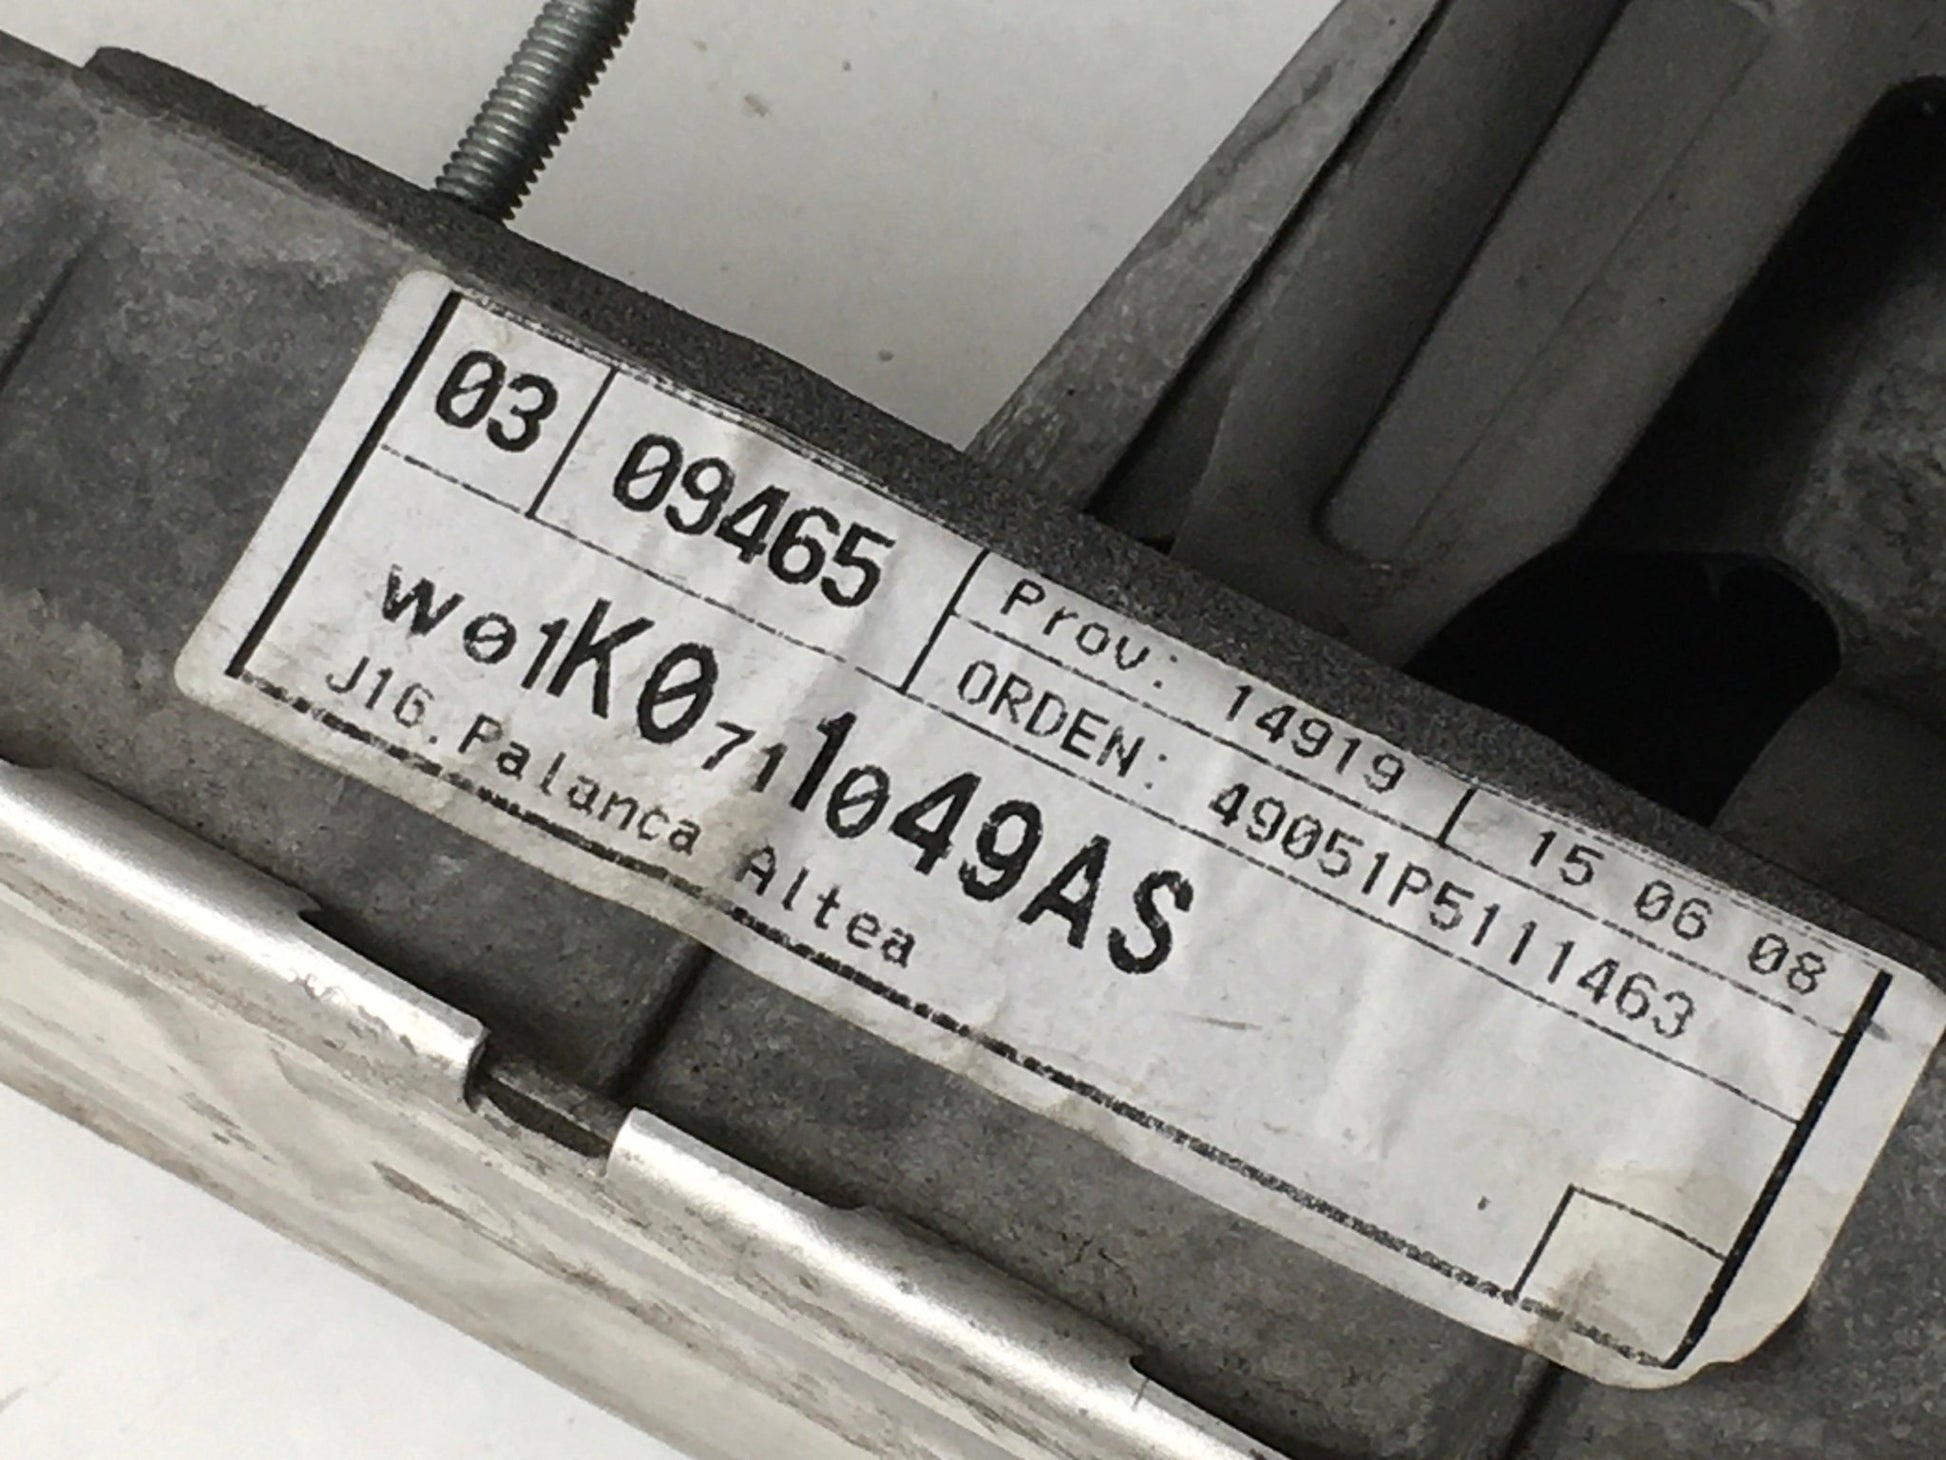 03 09465 Prov: 14919 15 06 08
ORDEN: 49051P5111463
W01K0711049AS
J16.Palanca Altea